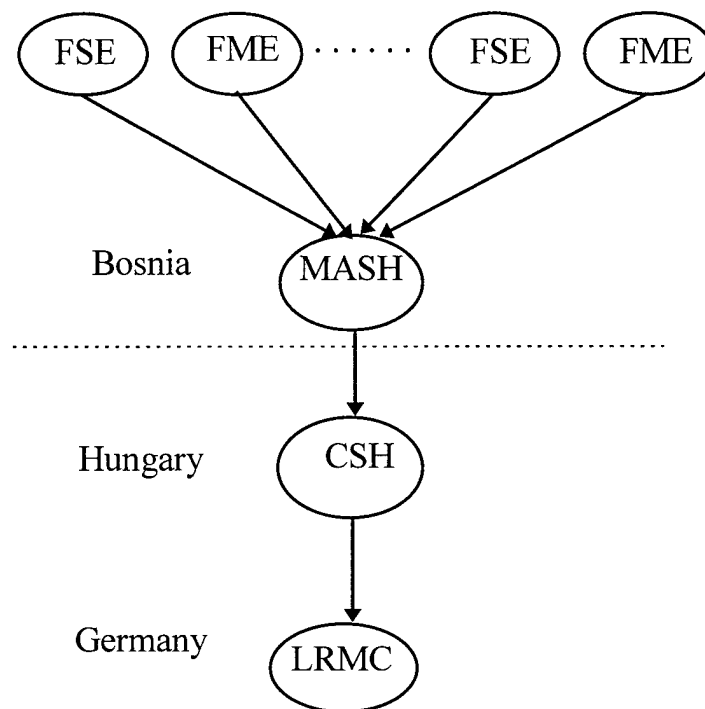 FSE FME ...... FSE FME
Bosnia MASH
Hungary CSH
Germany LRMC